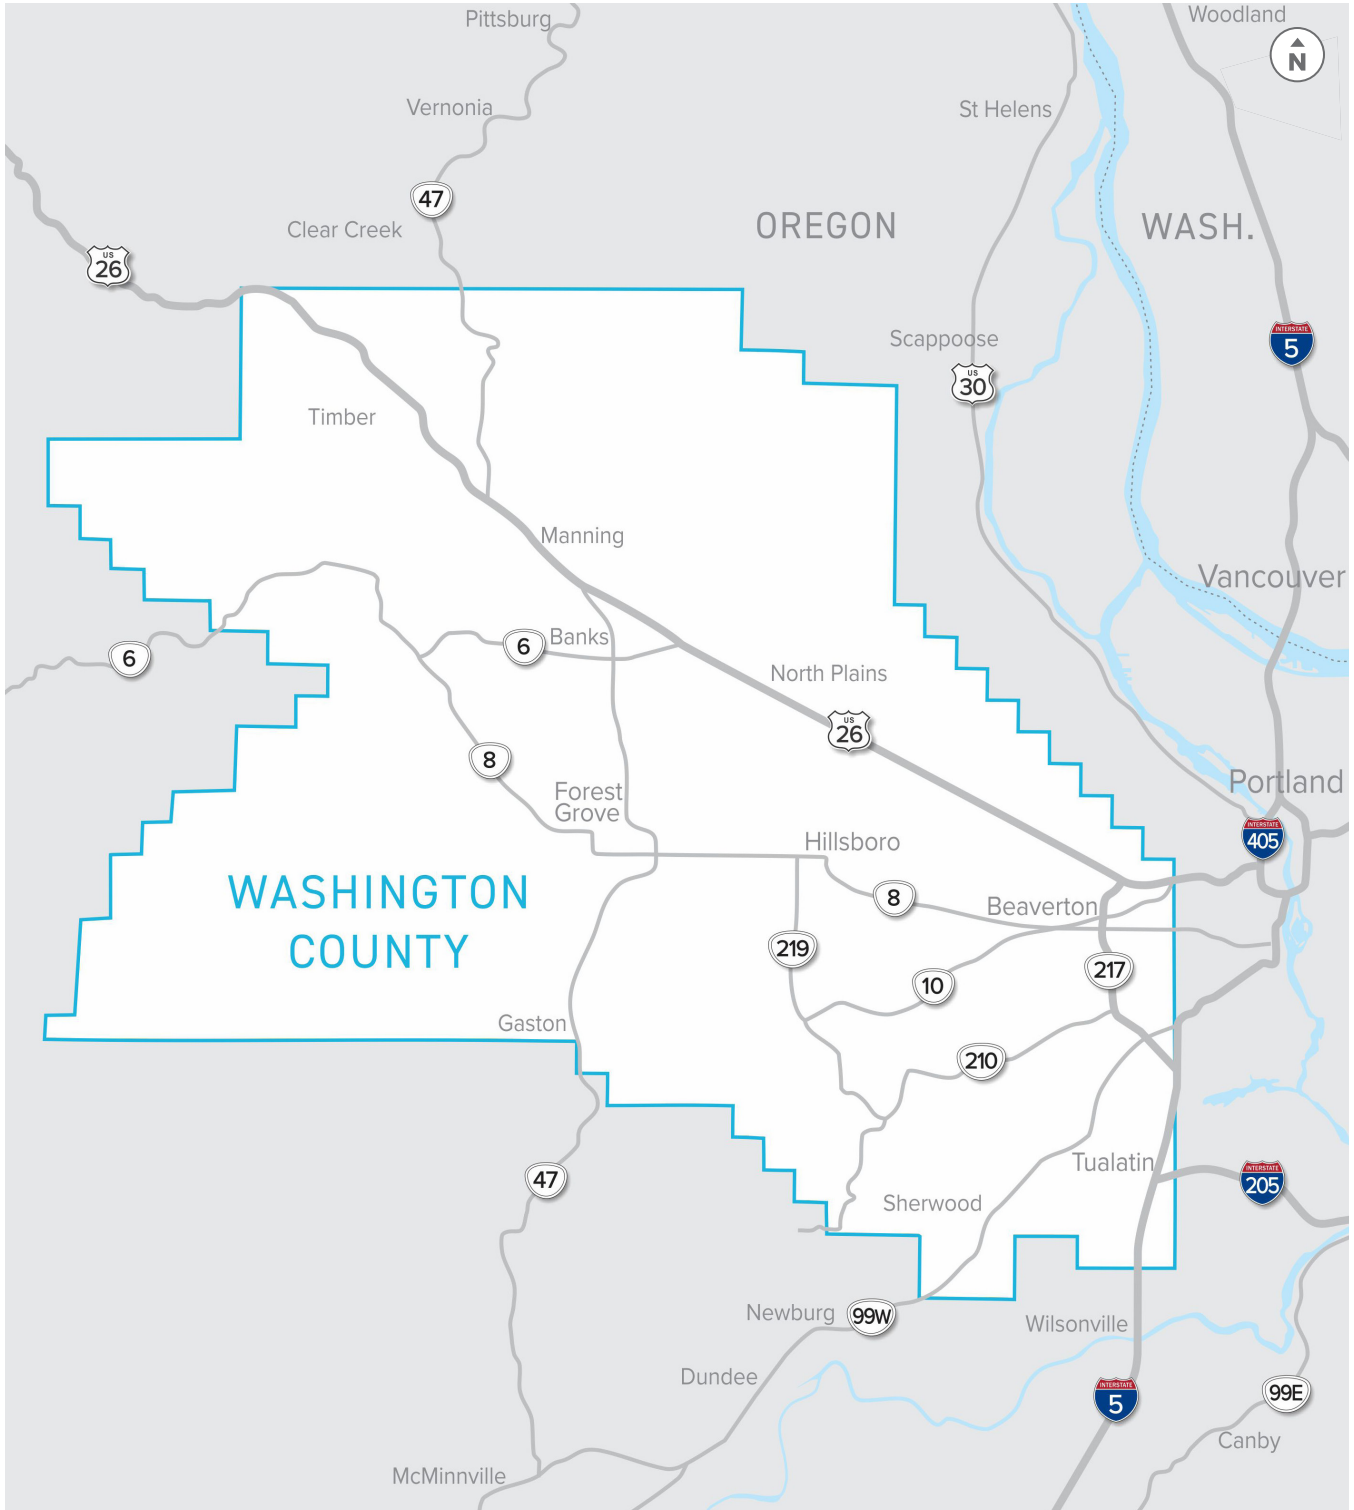 Pittsburg
Woodland
N
Vernonia
St Helens
47
Clear Creek
OREGON
WASH.
US
26
INTERSTATE
5
Scappoose
US
30
Timber
Manning
Vancouver
6
6
Banks
North Plains
US
26
8
Forest
Grove
Portland
INTERSTATE
405
Hillsboro
WASHINGTON
COUNTY
8
Beaverton
219
217
10
Gaston
210
Tualatin
47
INTERSTATE
205
Sherwood
Newburg
99W
Wilsonville
Dundee
INTERSTATE
5
99E
Canby
McMinnville